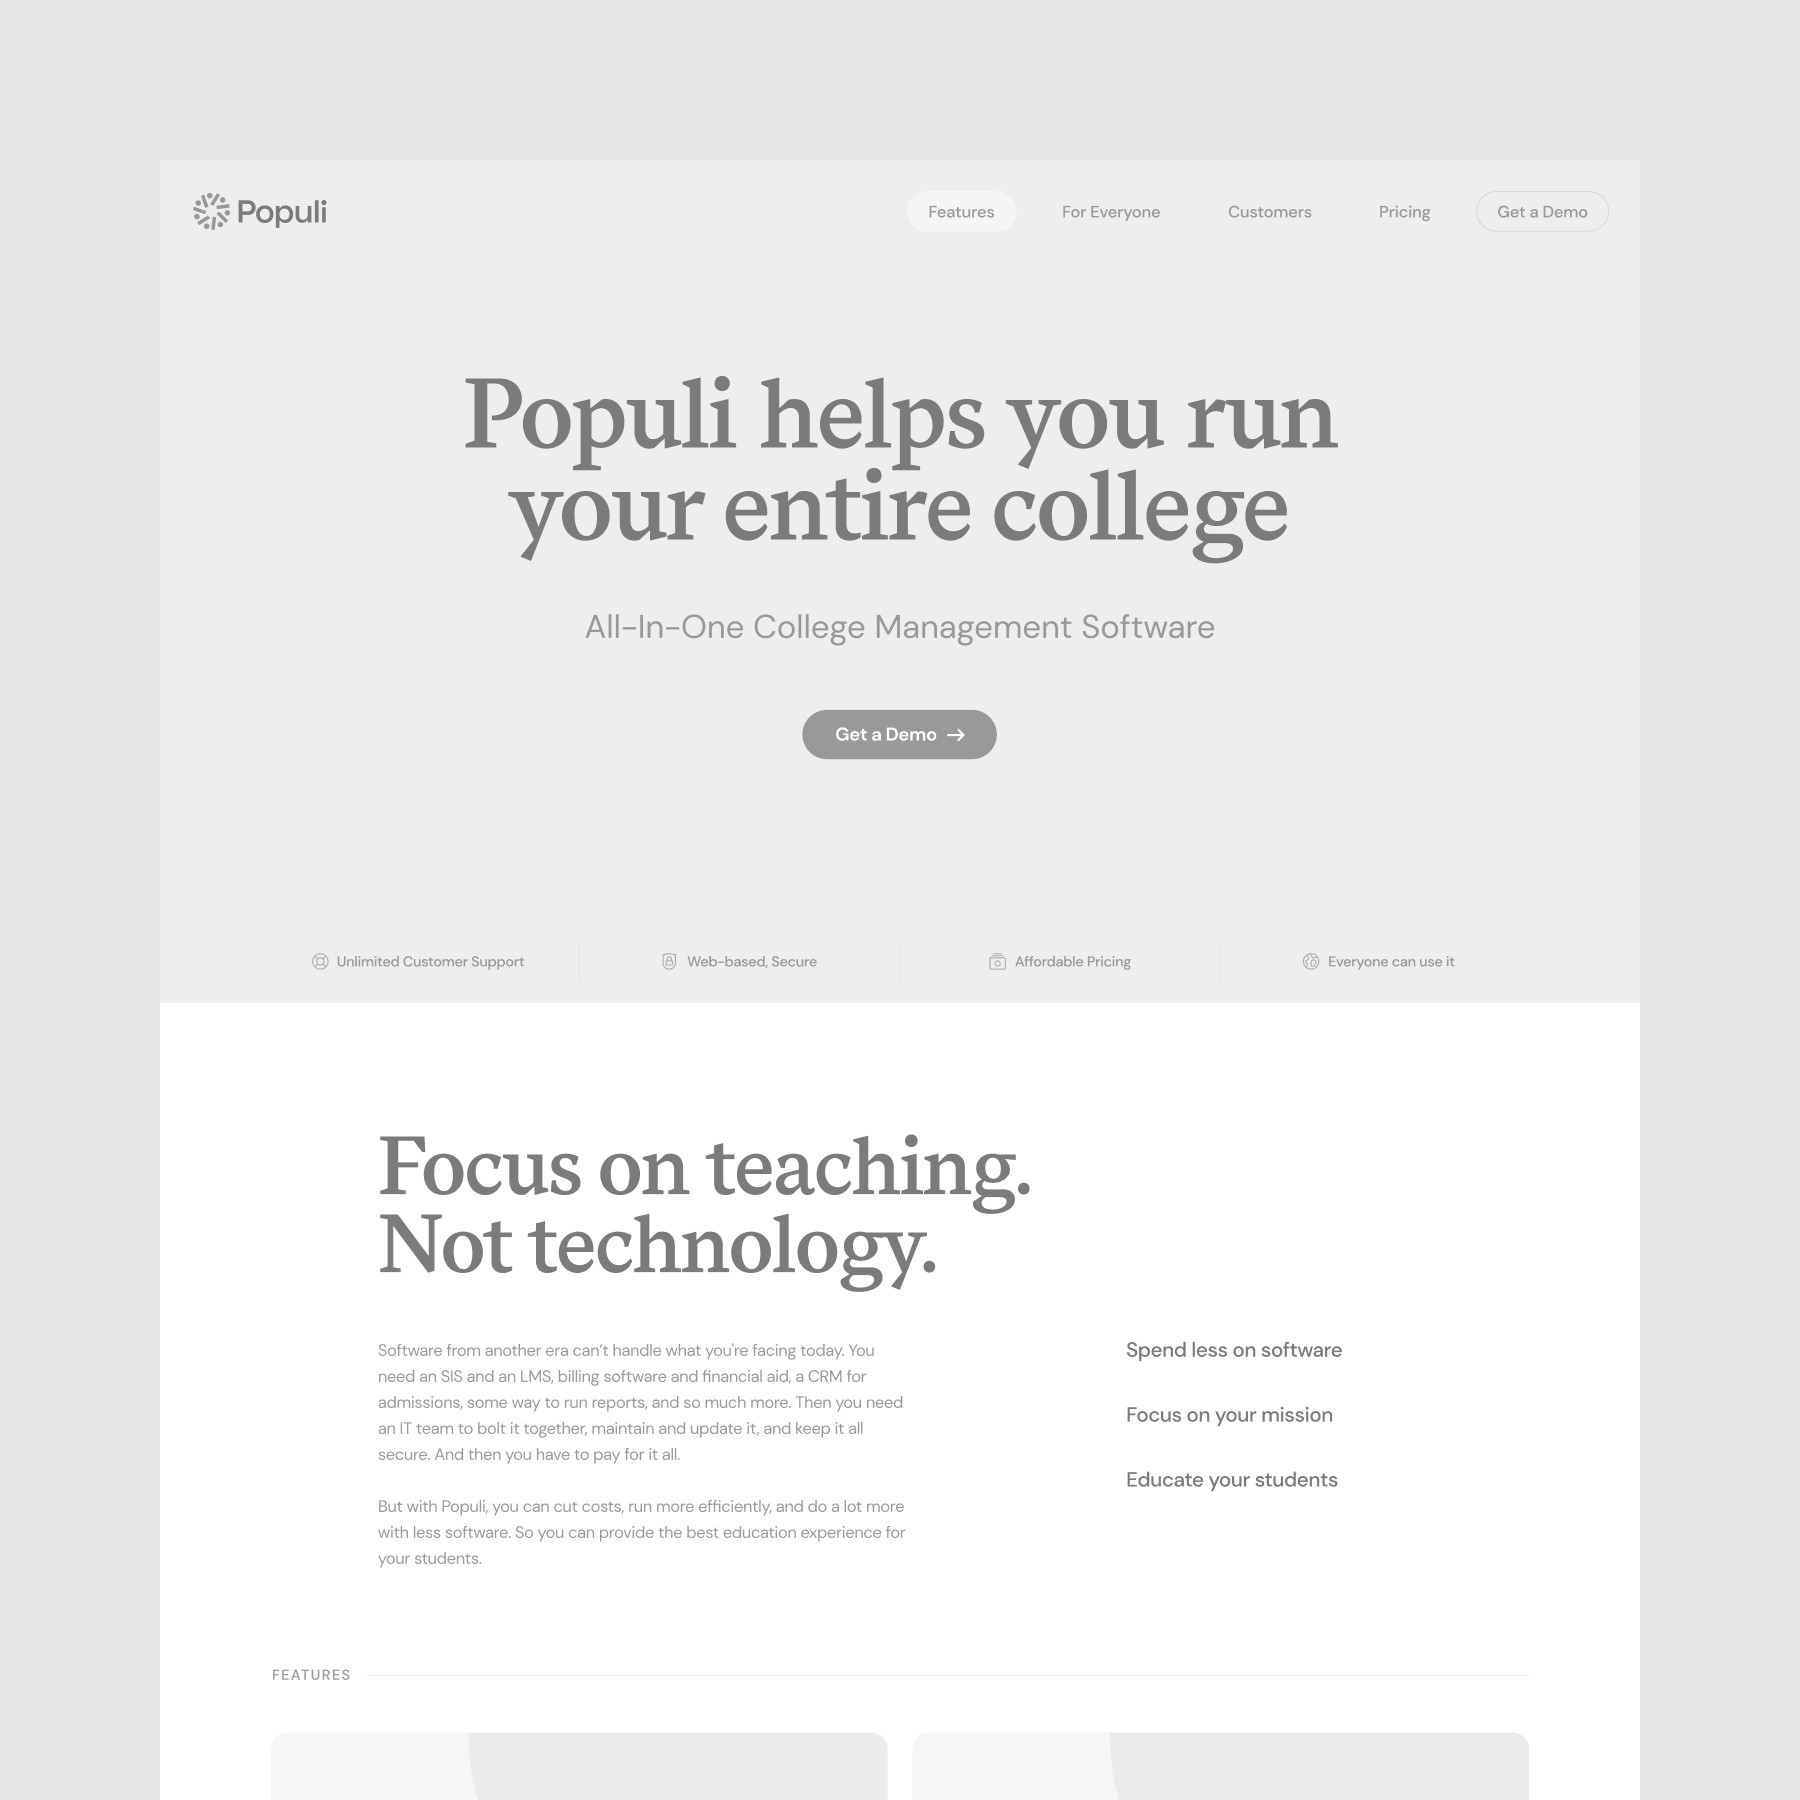 Populi
Features
For Everyone
Customers
Pricing
Get a Demo
Populi helps you run
your entire college
All-In-One College Management Software
Get a Demo →
Unlimited Customer Support
Web-based, Secure
Affordable Pricing
Everyone can use it
Focus on teaching.
Not technology.
Software from another era can't handle what you're facing today. You
need an SIS and an LMS, billing software and financial aid, a CRM for
admissions, some way to run reports, and so much more. Then you need
an IT team to bolt it together, maintain and update it, and keep it all
secure. And then you have to pay for it all.
But with Populi, you can cut costs, run more efficiently, and do a lot more
with less software. So you can provide the best education experience for
your students.
Spend less on software
Focus on your mission
Educate your students
FEATURES